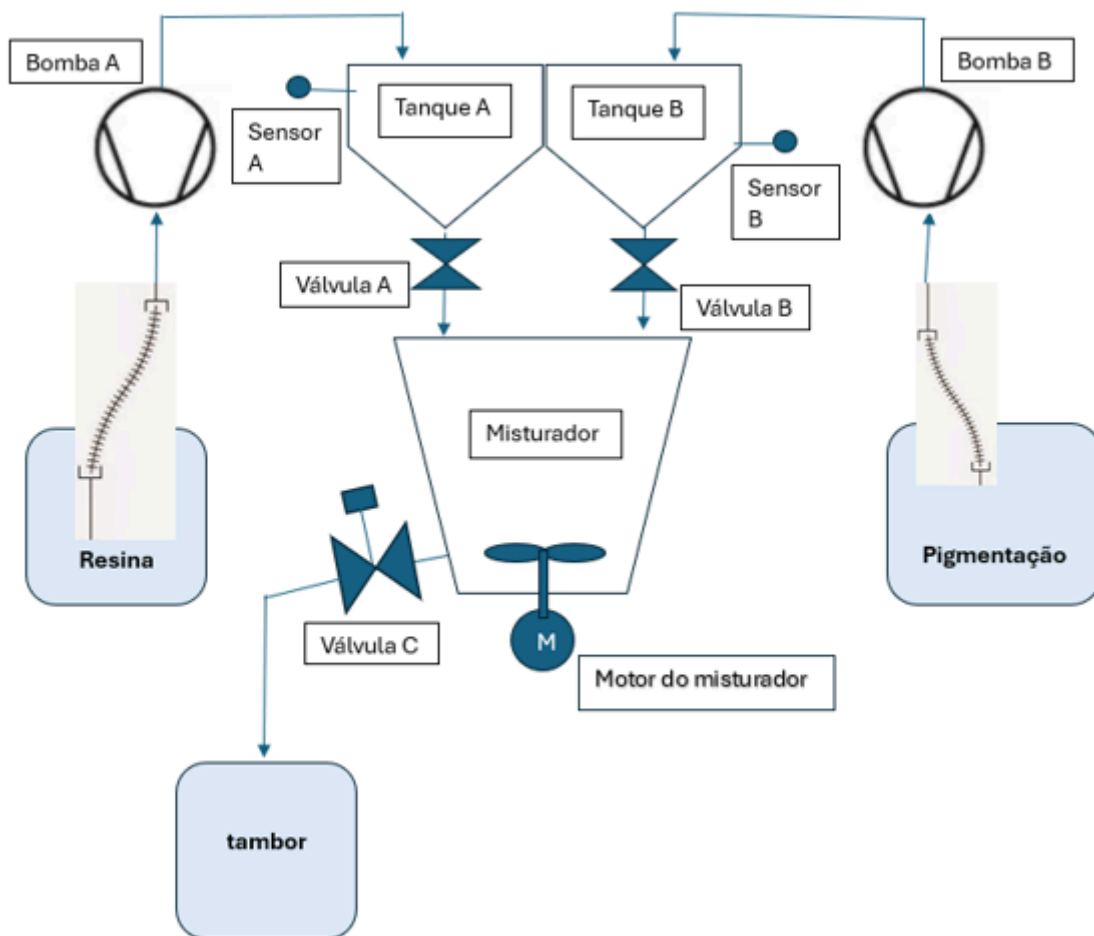 Bomba A
Bomba B
Tanque A
Tanque B
Sensor
A
Sensor
B
Válvula A
Válvula B
Misturador
Resina
Pigmentação
Válvula C
M
Motor do misturador
tambor